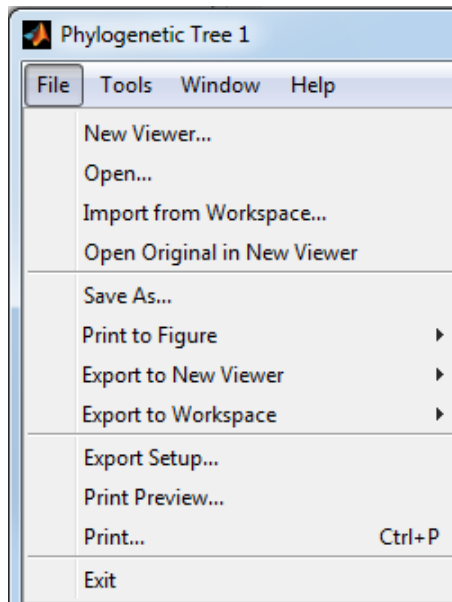 Phylogenetic Tree 1
File Tools Window Help
New Viewer...
Open...
Import from Workspace...
Open Original in New Viewer
Save As...
Print to Figure
Export to New Viewer
Export to Workspace
Export Setup...
Print Preview...
Print... Ctrl+P
Exit